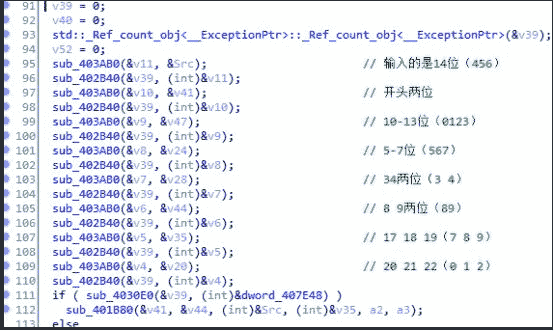 91 v39 = 0;
92 v40 = 0;
93 std::_Ref_count_obj<__ExceptionPtr>::_Ref_count_obj<__ExceptionPtr>(&v39);
94 v52 = 0;
95 sub_403AB0(&v11, &Src); // 输入的是14位（456）
96 sub_402B40(&v39, (int)&v11);
97 sub_403AB0(&v10, &v41); // 开头两位
98 sub_402B40(&v39, (int)&v10);
99 sub_403AB0(&v9, &v47); // 10-13位（0123）
100 sub_402B40(&v39, (int)&v9);
101 sub_403AB0(&v8, &v24); // 5-7位（567）
102 sub_402B40(&v39, (int)&v8);
103 sub_403AB0(&v7, &v28); // 34两位（3 4）
104 sub_402B40(&v39, (int)&v7);
105 sub_403AB0(&v6, &v44); // 8 9两位（89）
106 sub_402B40(&v39, (int)&v6);
107 sub_403AB0(&v5, &v35); // 17 18 19（7 8 9）
108 sub_402B40(&v39, (int)&v5);
109 sub_403AB0(&v4, &v20); // 20 21 22（0 1 2）
110 sub_402B40(&v39, (int)&v4);
111 if ( sub_4030E0(&v39, (int)&dword_407E48) )
112 sub_401B80(&v41, &v44, (int)&Src, (int)&v35, a2, a3);
113 else